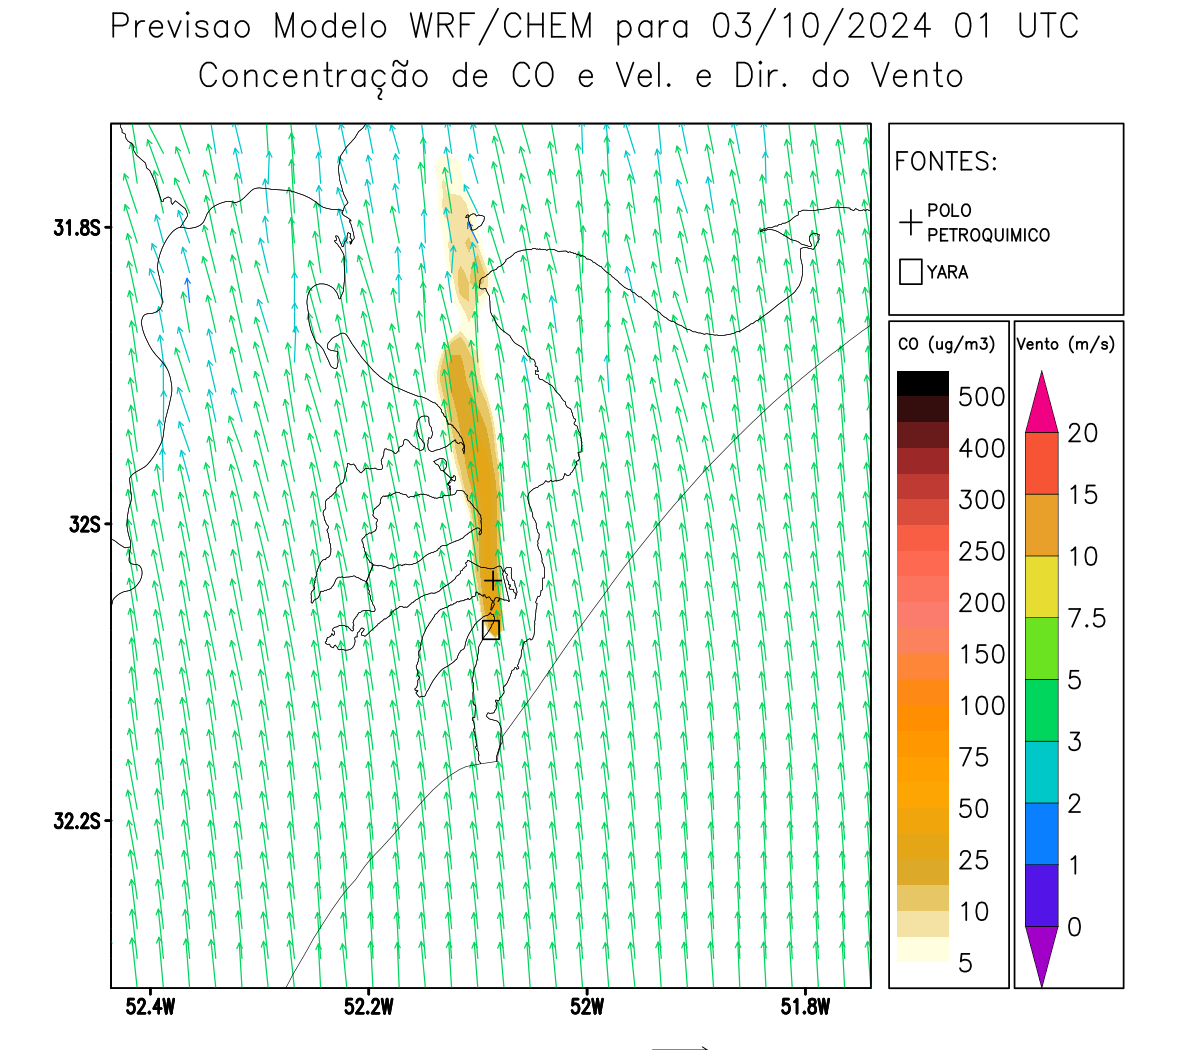 Previsao Modelo WRF/CHEM para 03/10/2024 01 UTC
Concentração de CO e Vel. e Dir. do Vento
FONTES:
POLO
PETROQUIMICO
YARA
CO (ug/m3)
500
400
300
250
200
150
100
75
50
25
10
5
Vento (m/s)
20
15
10
7.5
5
3
2
1
0
31.8S
32S
32.2S
52.4W
52.2W
52W
51.8W